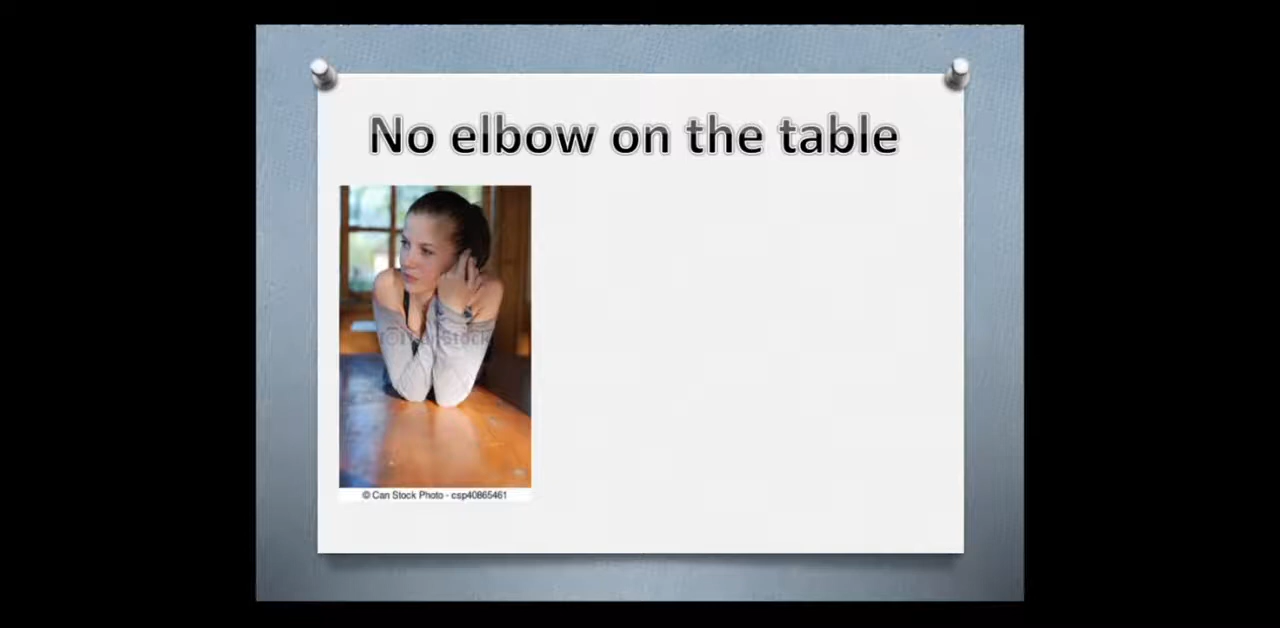 No elbow on the table
© Can Stock Photo - csp40865461